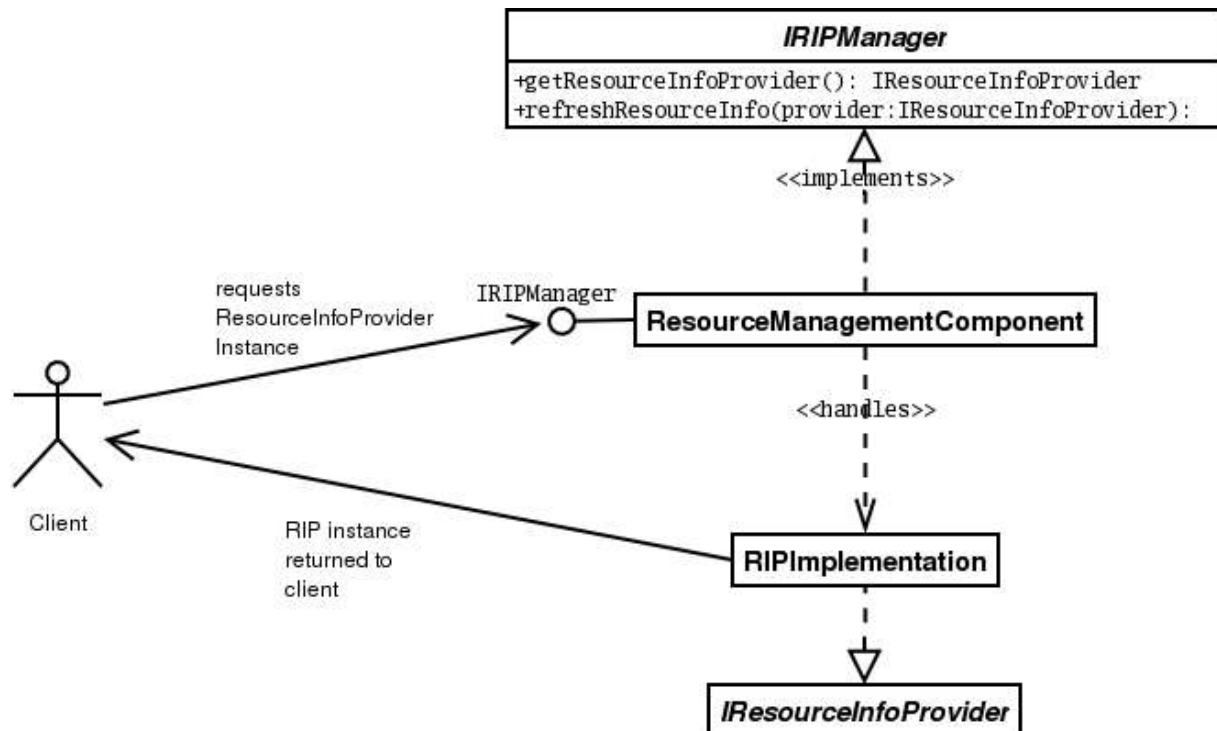 IRIPManager
+getResourceInfoProvider(): IResourceInfoProvider
+refreshResourceInfo(provider:IResourceInfoProvider):
<<implements>>
requests
ResourceInfoProvider
Instance
IRIPManager
ResourceManagementComponent
<<handles>>
Client
RIP instance
returned to
client
RIPImplementation
IResourceInfoProvider